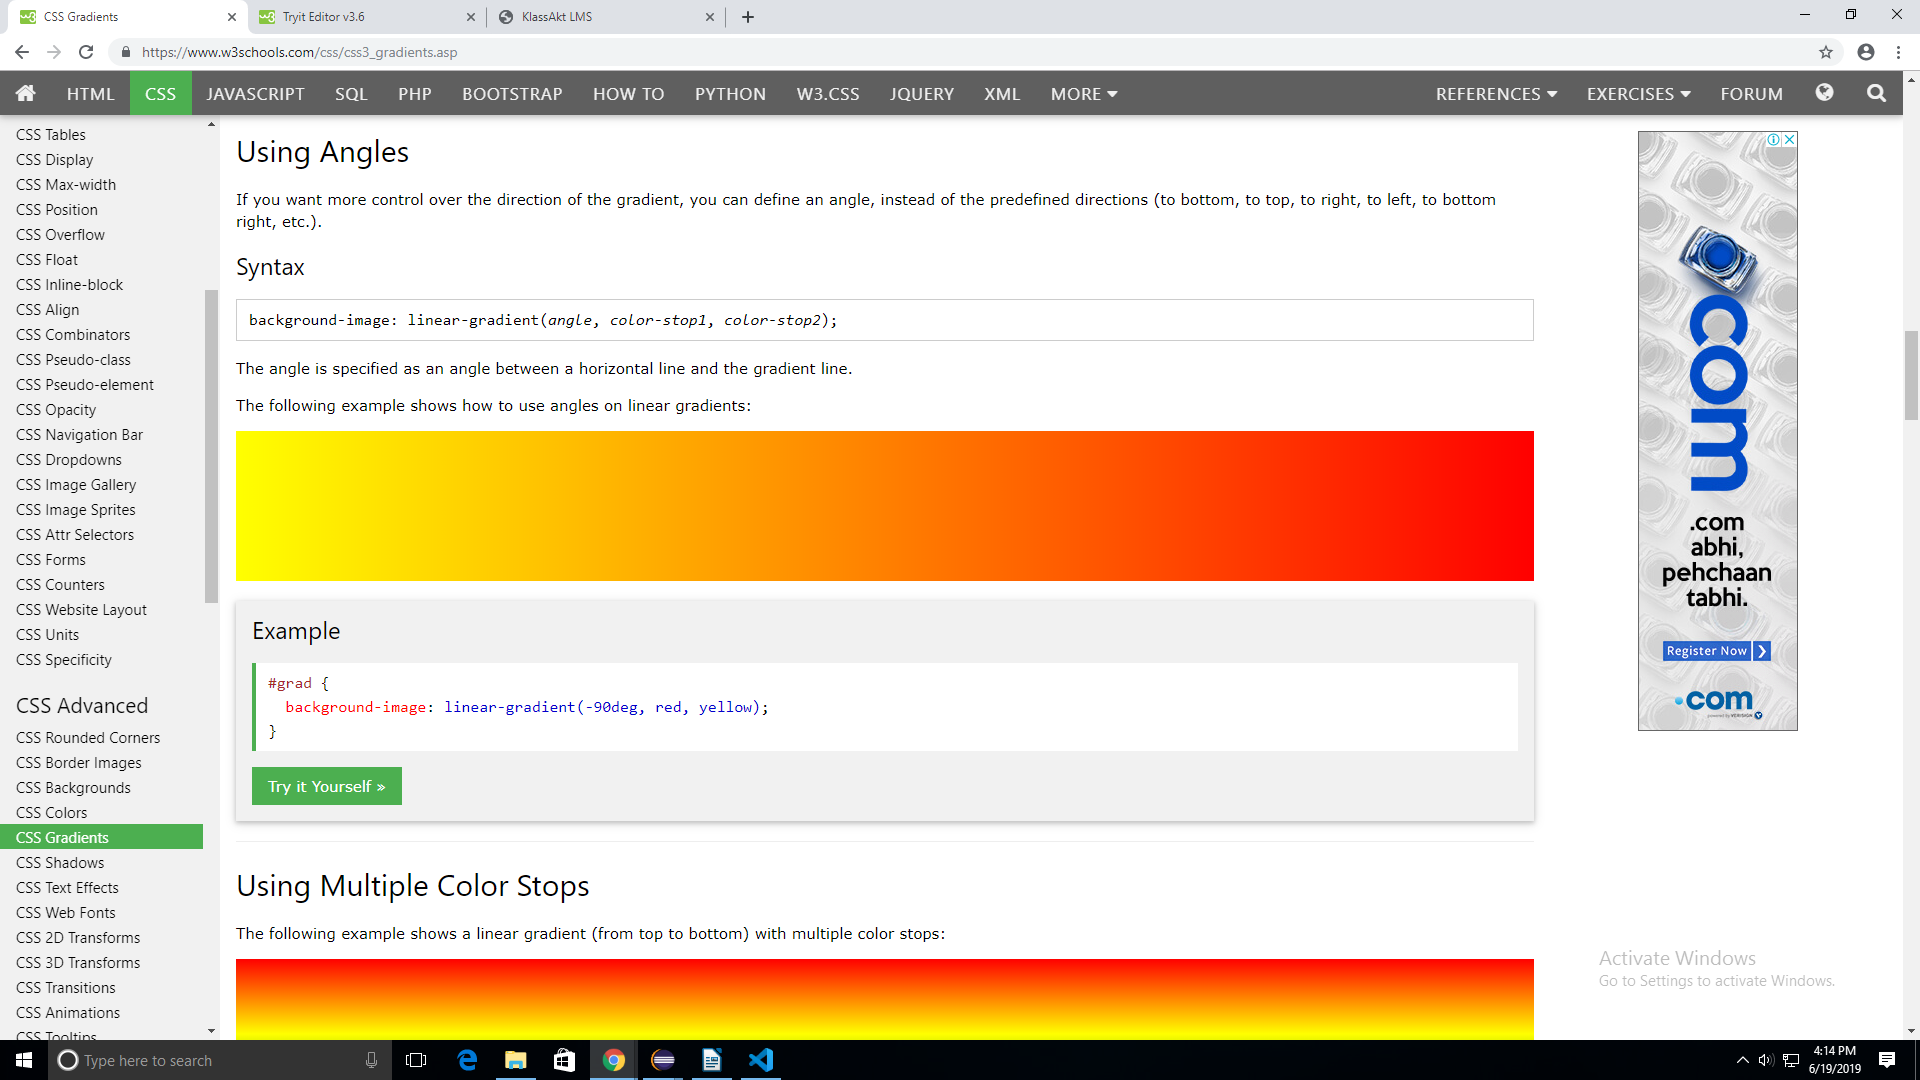 CSS Gradients
Tryit Editor v3.6
KlassAkt LMS
https://www.w3schools.com/css/css3_gradients.asp
HTML CSS JAVASCRIPT SQL PHP BOOTSTRAP HOW TO PYTHON W3.CSS JQUERY XML MORE REFERENCES EXERCISES FORUM
CSS Tables
CSS Display
CSS Max-width
CSS Position
CSS Overflow
CSS Float
CSS Inline-block
CSS Align
CSS Combinators
CSS Pseudo-class
CSS Pseudo-element
CSS Opacity
CSS Navigation Bar
CSS Dropdowns
CSS Image Gallery
CSS Image Sprites
CSS Attr Selectors
CSS Forms
CSS Counters
CSS Website Layout
CSS Units
CSS Specificity
CSS Advanced
CSS Rounded Corners
CSS Border Images
CSS Backgrounds
CSS Colors
CSS Gradients
CSS Shadows
CSS Text Effects
CSS Web Fonts
CSS 2D Transforms
CSS 3D Transforms
CSS Transitions
CSS Animations
CSS Tooltips
Using Angles
If you want more control over the direction of the gradient, you can define an angle, instead of the predefined directions (to bottom, to top, to right, to left, to bottom
right, etc.).
Syntax
background-image: linear-gradient(angle, color-stop1, color-stop2);
The angle is specified as an angle between a horizontal line and the gradient line.
The following example shows how to use angles on linear gradients:
Example
#grad {
background-image: linear-gradient(-90deg, red, yellow);
}
Try it Yourself »
Using Multiple Color Stops
The following example shows a linear gradient (from top to bottom) with multiple color stops:
com
.com
abhi,
pehchaan
tabhi.
Register Now ❯
.com
powered by VERISIGN
Activate Windows
Go to Settings to activate Windows.
Type here to search
4:14 PM
6/19/2019